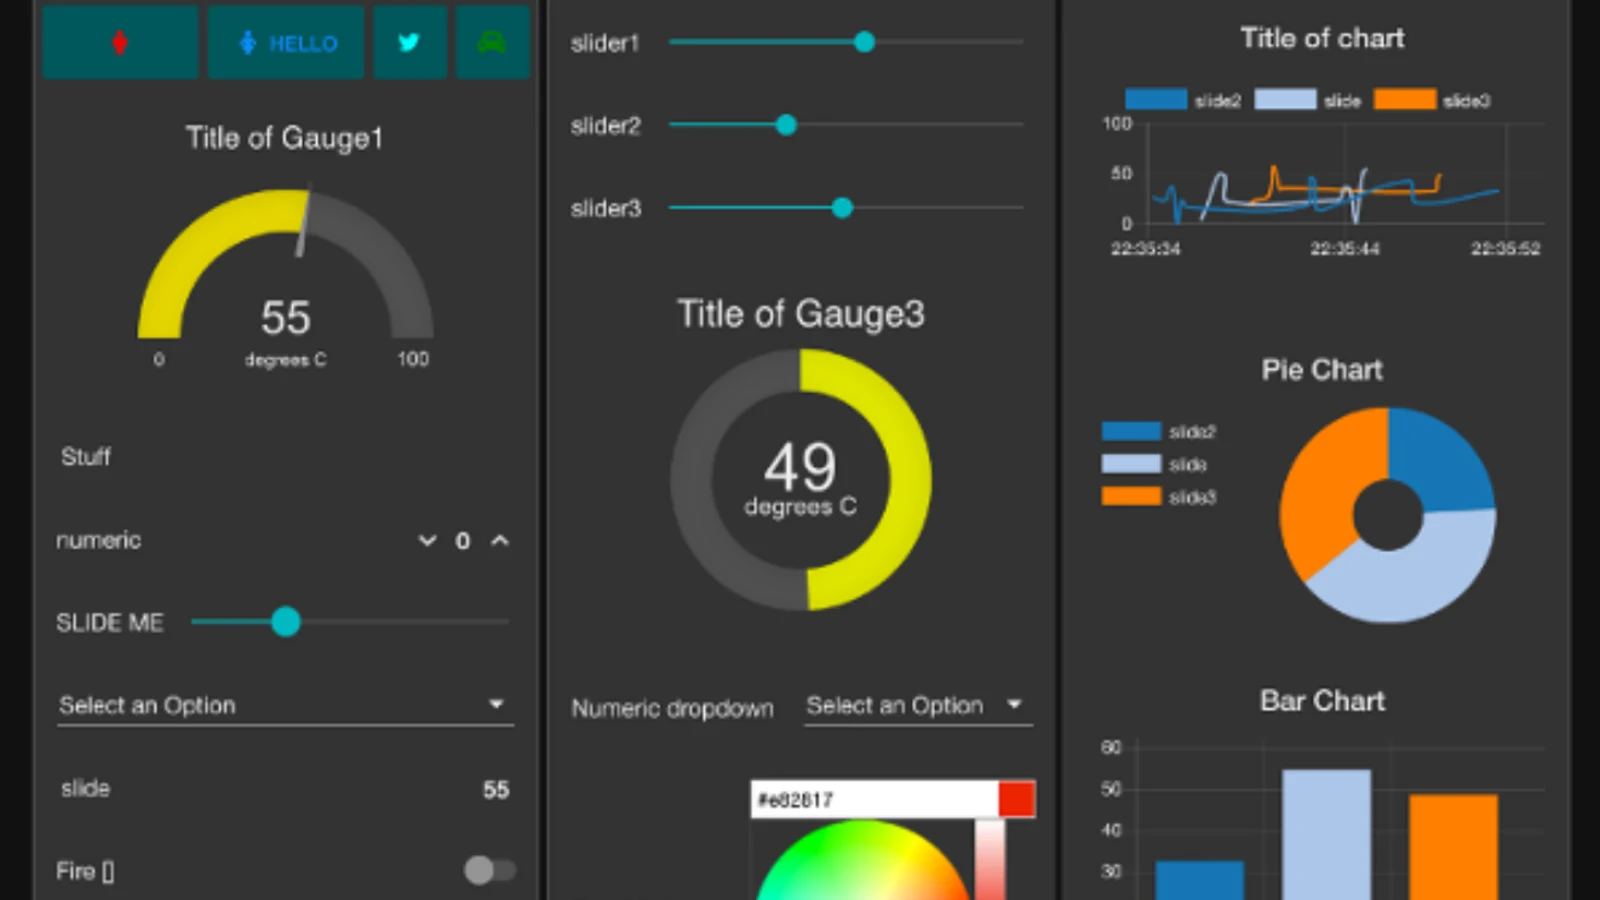 HELLO
Title of Gauge1
55
0
degrees C
100
Stuff
numeric
0
SLIDE ME
Select an Option
slide
55
Fire []
slider1
slider2
slider3
Title of Gauge3
49
degrees C
Numeric dropdown
Select an Option
#e82817
Title of chart
slide2 slide slide3
100
50
0
22:35:34 22:35:44 22:35:52
Pie Chart
slide2
slide
slide3
Bar Chart
60
50
40
30